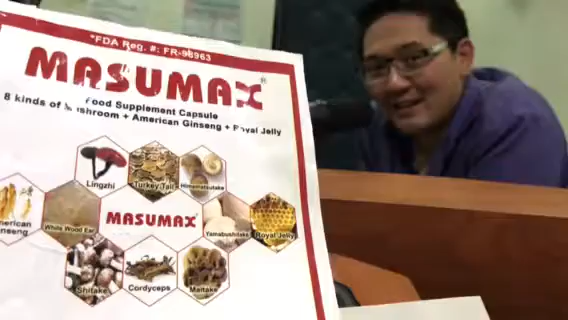 *FDA Reg. #: FR-98963
MASUMAX®
Food Supplement Capsule
8 kinds of Mushroom + American Ginseng + Royal Jelly
Lingzhi
Turkey Tail
Himematsutake
American
Ginseng
White Wood Ear
MASUMAX®
Yamabushitake
Royal Jelly
Shitake
Cordyceps
Maitake